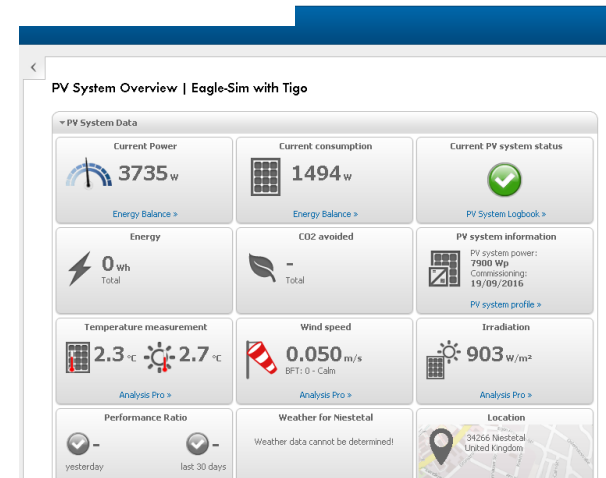 PV System Overview | Eagle-Sim with Tigo
PV System Data
Current Power
3735 W
Energy Balance »
Current consumption
1494 W
Energy Balance »
Current PV system status
PV System Logbook »
Energy
0 Wh
Total
CO2 avoided
-
Total
PV system information
PV system power:
7900 Wp
Commissioning:
19/09/2016
PV system profile »
Temperature measurement
2.3 °C 2.7 °C
Analysis Pro »
Wind speed
0.050 m/s
BFT: 0 - Calm
Analysis Pro »
Irradiation
903 W/m²
Analysis Pro »
Performance Ratio
- -
yesterday last 30 days
Weather for Niestetal
Weather data cannot be determined!
Location
34266 Niestetal
United Kingdom